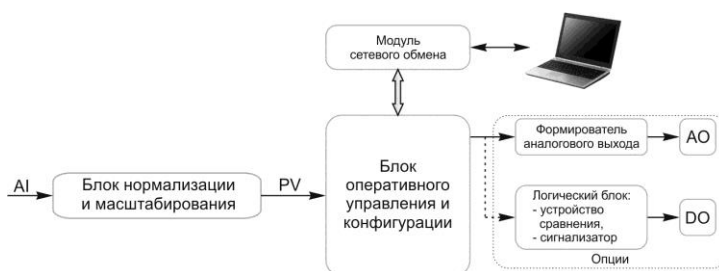 Модуль
сетевого обмена
AI
Блок нормализации
и масштабирования
PV
Блок
оперативного
управления и
конфигурации
Формирователь
аналогового выхода
AO
Логический блок:
- устройство
сравнения,
- сигнализатор
DO
Опции